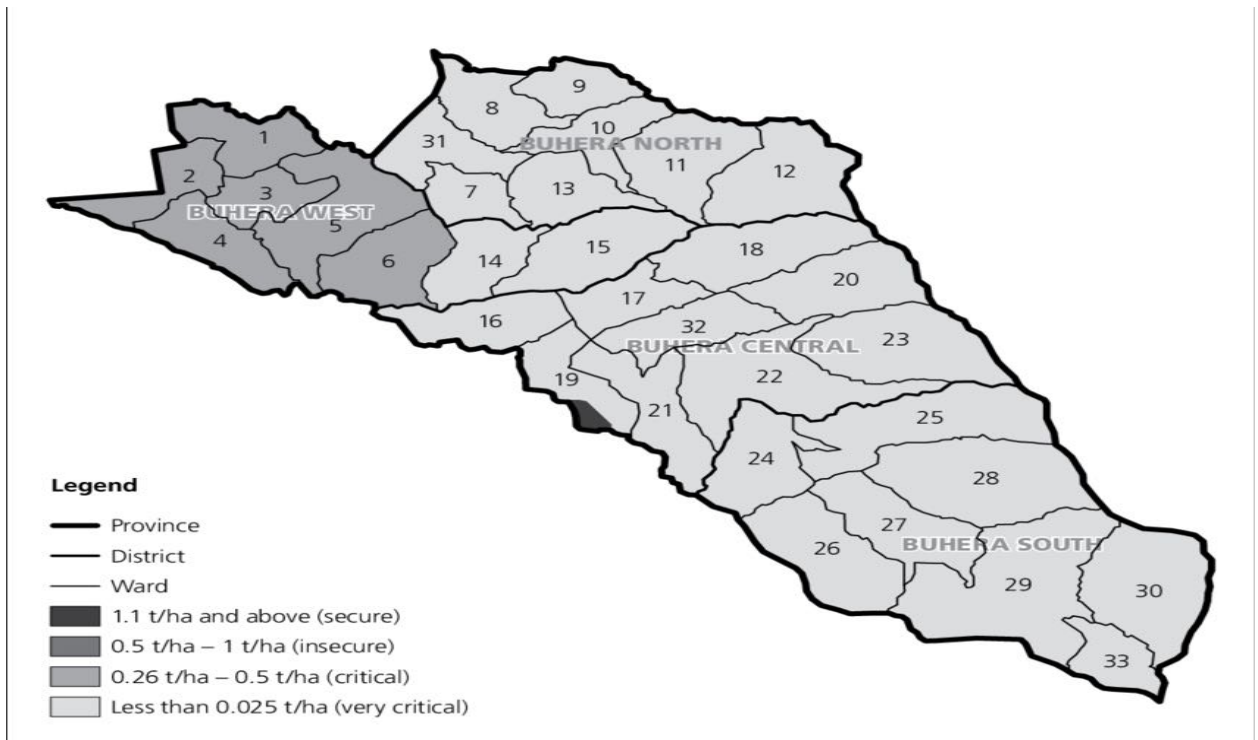 9
8
10
1
31
BUHERA NORTH
11
12
2
7
13
3
BUHERA WEST
5
4
6
14
15
18
20
17
16
32
23
BUHERA CENTRAL
22
19
21
25
24
28
27
26
BUHERA SOUTH
29
30
33
Legend
Province
District
Ward
1.1 t/ha and above (secure)
0.5 t/ha – 1 t/ha (insecure)
0.26 t/ha – 0.5 t/ha (critical)
Less than 0.025 t/ha (very critical)